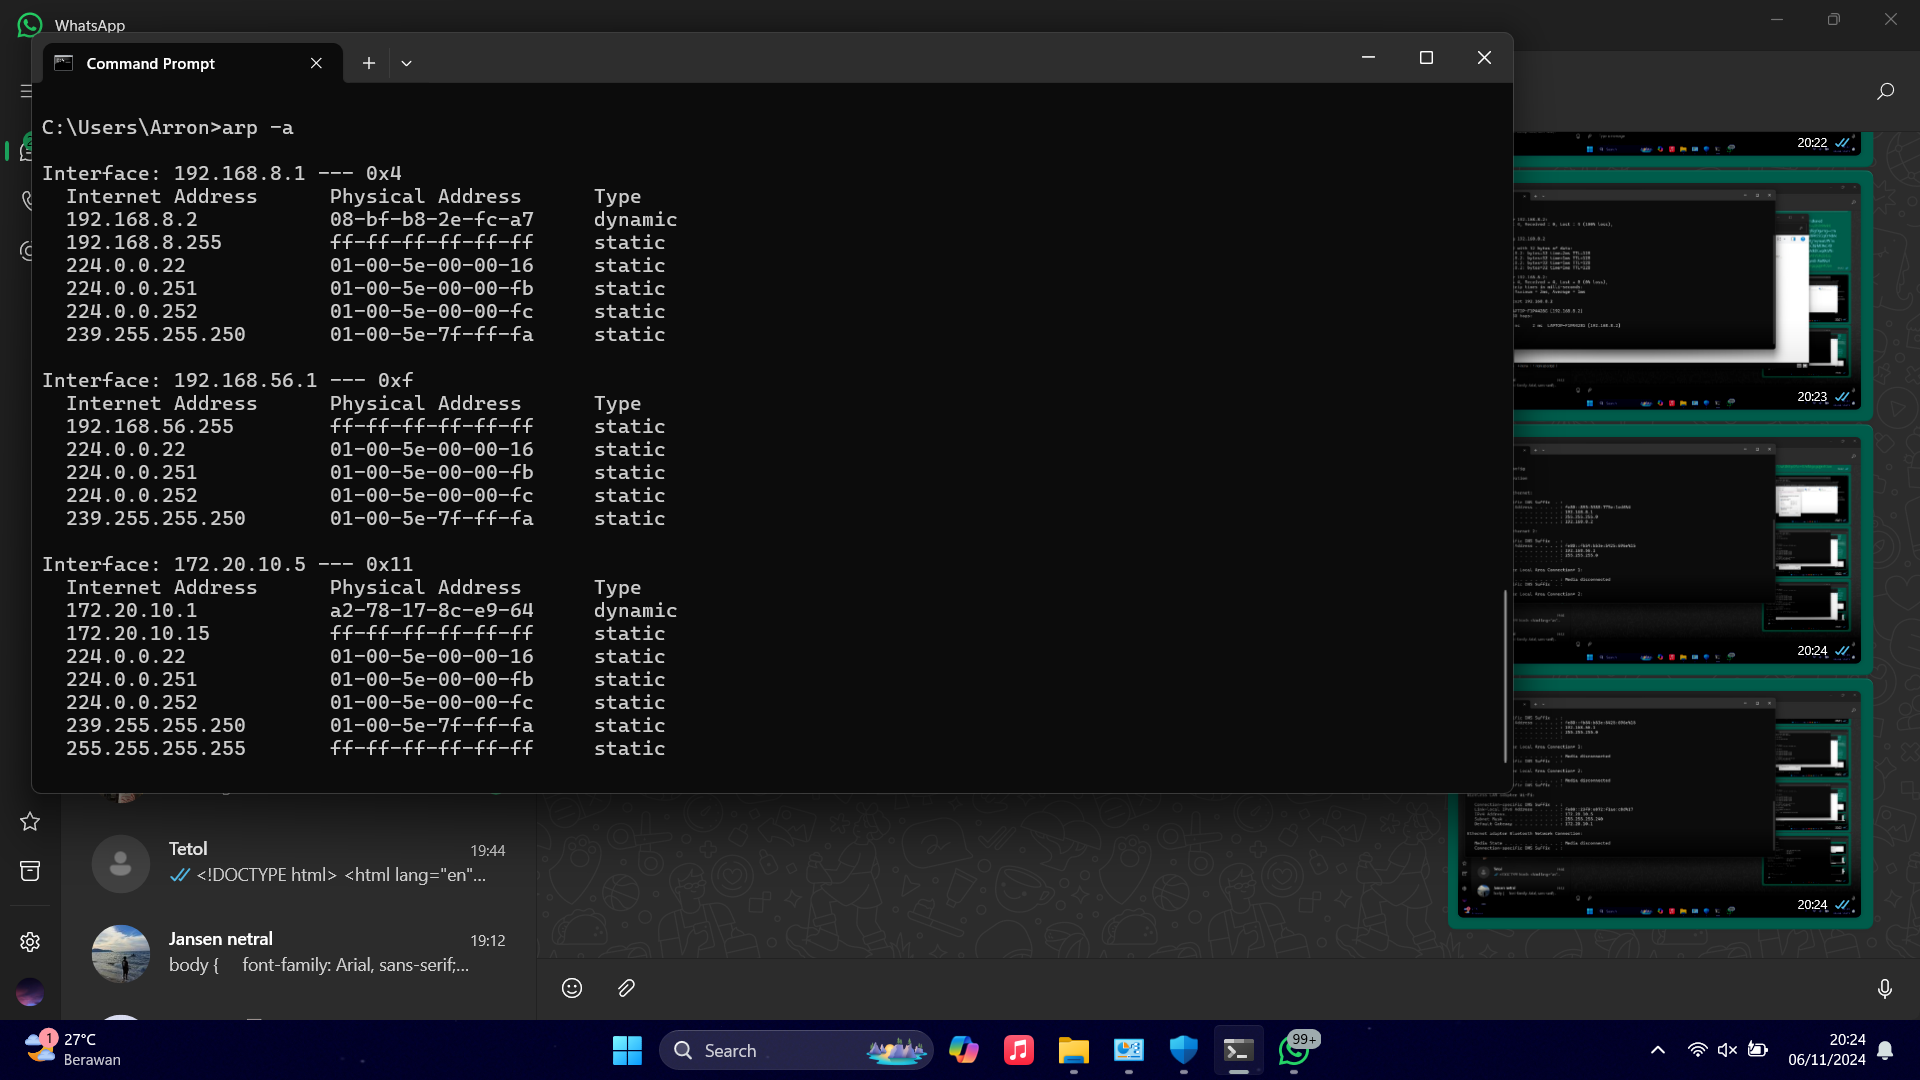 WhatsApp
Command Prompt
C:\Users\Arron>arp -a
Interface: 192.168.8.1 --- 0x4
Internet Address Physical Address Type
192.168.8.2 08-bf-b8-2e-fc-a7 dynamic
192.168.8.255 ff-ff-ff-ff-ff-ff static
224.0.0.22 01-00-5e-00-00-16 static
224.0.0.251 01-00-5e-00-00-fb static
224.0.0.252 01-00-5e-00-00-fc static
239.255.255.250 01-00-5e-7f-ff-fa static
Interface: 192.168.56.1 --- 0xf
Internet Address Physical Address Type
192.168.56.255 ff-ff-ff-ff-ff-ff static
224.0.0.22 01-00-5e-00-00-16 static
224.0.0.251 01-00-5e-00-00-fb static
224.0.0.252 01-00-5e-00-00-fc static
239.255.255.250 01-00-5e-7f-ff-fa static
Interface: 172.20.10.5 --- 0x11
Internet Address Physical Address Type
172.20.10.1 a2-78-17-8c-e9-64 dynamic
172.20.10.15 ff-ff-ff-ff-ff-ff static
224.0.0.22 01-00-5e-00-00-16 static
224.0.0.251 01-00-5e-00-00-fb static
224.0.0.252 01-00-5e-00-00-fc static
239.255.255.250 01-00-5e-7f-ff-fa static
255.255.255.255 ff-ff-ff-ff-ff-ff static
20:22
20:23
20:24
20:24
Tetol 19:44
<!DOCTYPE html> <html lang="en"...
Jansen netral 19:12
body { font-family: Arial, sans-serif;...
1
27°C
Berawan
Search
99+
20:24
06/11/2024